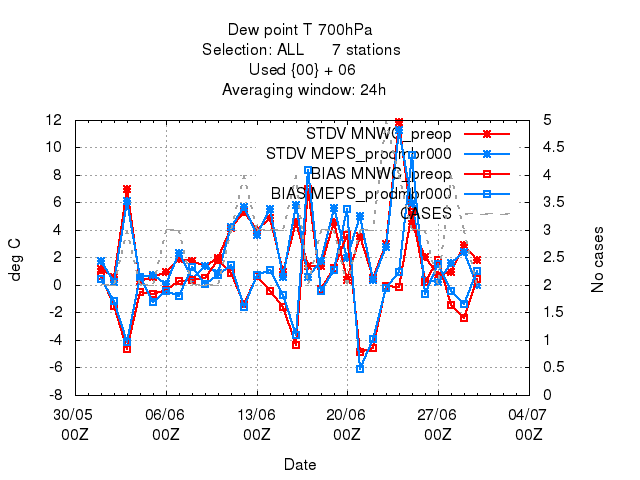 Dew point T 700hPa
Selection: ALL      7 stations
Used {00} + 06
Averaging window: 24h
STDV MNWC_preop
STDV MEPS_prodmbr000
BIAS MNWC_preop
BIAS MEPS_prodmbr000
CASES
deg C
12
10
8
6
4
2
0
-2
-4
-6
-8
No cases
5
4.5
4
3.5
3
2.5
2
1.5
1
0.5
0
30/05 06/06 13/06 20/06 27/06 04/07
00Z 00Z 00Z 00Z 00Z 00Z
Date